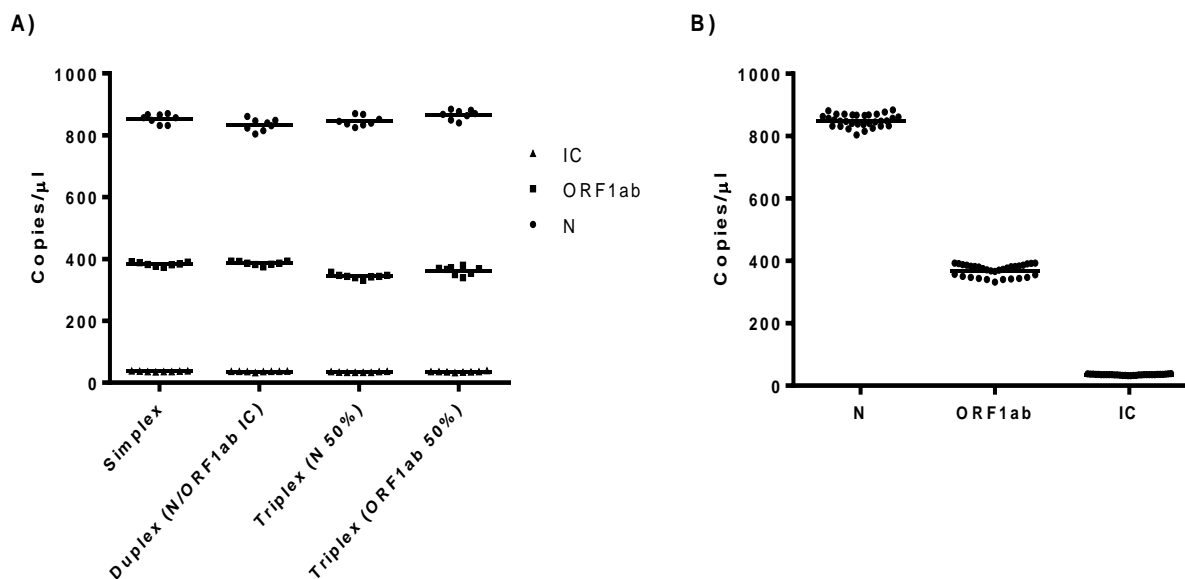 A)
1000
800
600
400
200
0
Copies/µl
Simplex
Duplex (N/ORF1ab IC)
Triplex (N 50%)
Triplex (ORF1ab 50%)
IC
ORF1ab
N
B)
1000
800
600
400
200
0
Copies/µl
N
ORF1ab
IC